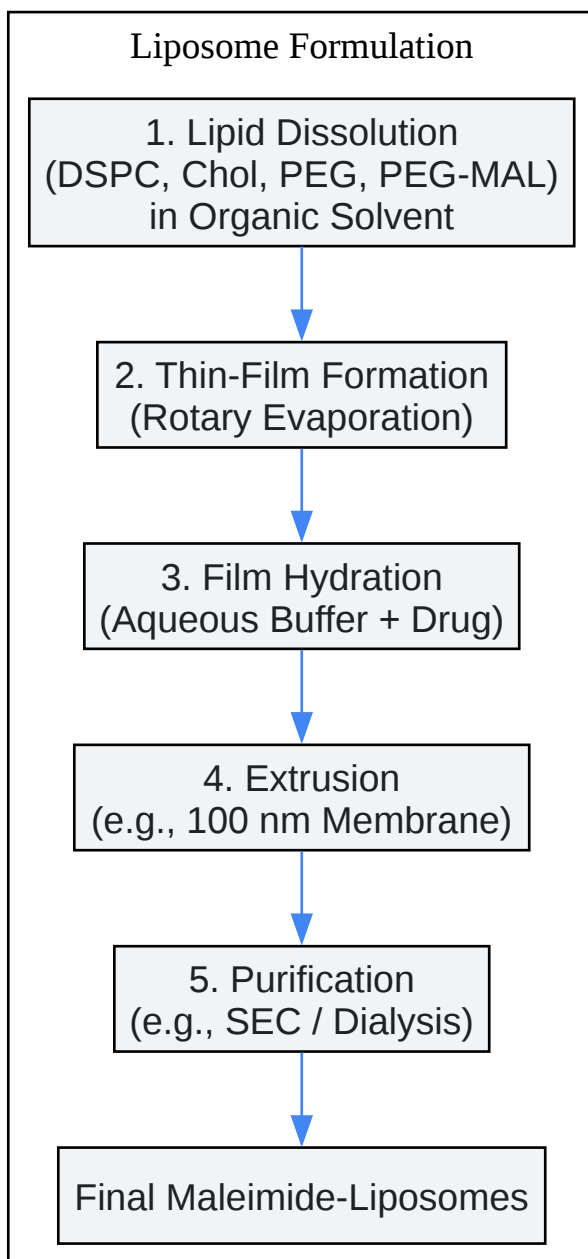 Liposome Formulation
1. Lipid Dissolution
(DSPC, Chol, PEG, PEG-MAL)
in Organic Solvent
2. Thin-Film Formation
(Rotary Evaporation)
3. Film Hydration
(Aqueous Buffer + Drug)
4. Extrusion
(e.g., 100 nm Membrane)
5. Purification
(e.g., SEC / Dialysis)
Final Maleimide-Liposomes